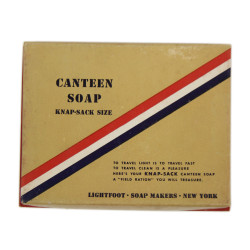 CANTEEN
SOAP
KNAP-SACK SIZE
TO TRAVEL LIGHT IS TO TRAVEL FAST
TO TRAVEL CLEAN IS A PLEASURE
HERE'S YOUR KNAP-SACK CANTEEN SOAP
A "FIELD RATION" YOU WILL TREASURE.
LIGHTFOOT · SOAP MAKERS · NEW YORK